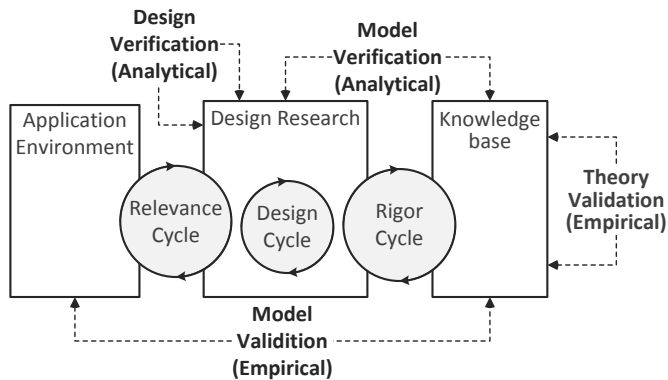 Design
Verification
(Analytical)
Model
Verification
(Analytical)
Application
Environment
Design Research
Knowledge
base
Relevance
Cycle
Design
Cycle
Rigor
Cycle
Theory
Validation
(Empirical)
Model
Validition
(Empirical)